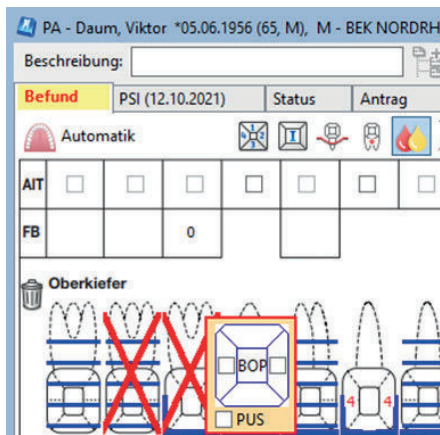 PA - Daum, Viktor *05.06.1956 (65, M), M - BEK NORDRH
Beschreibung:
Befund PSI (12.10.2021) Status Antrag
Automatik
AIT
FB 0
Oberkiefer
BOP
4 4
PUS